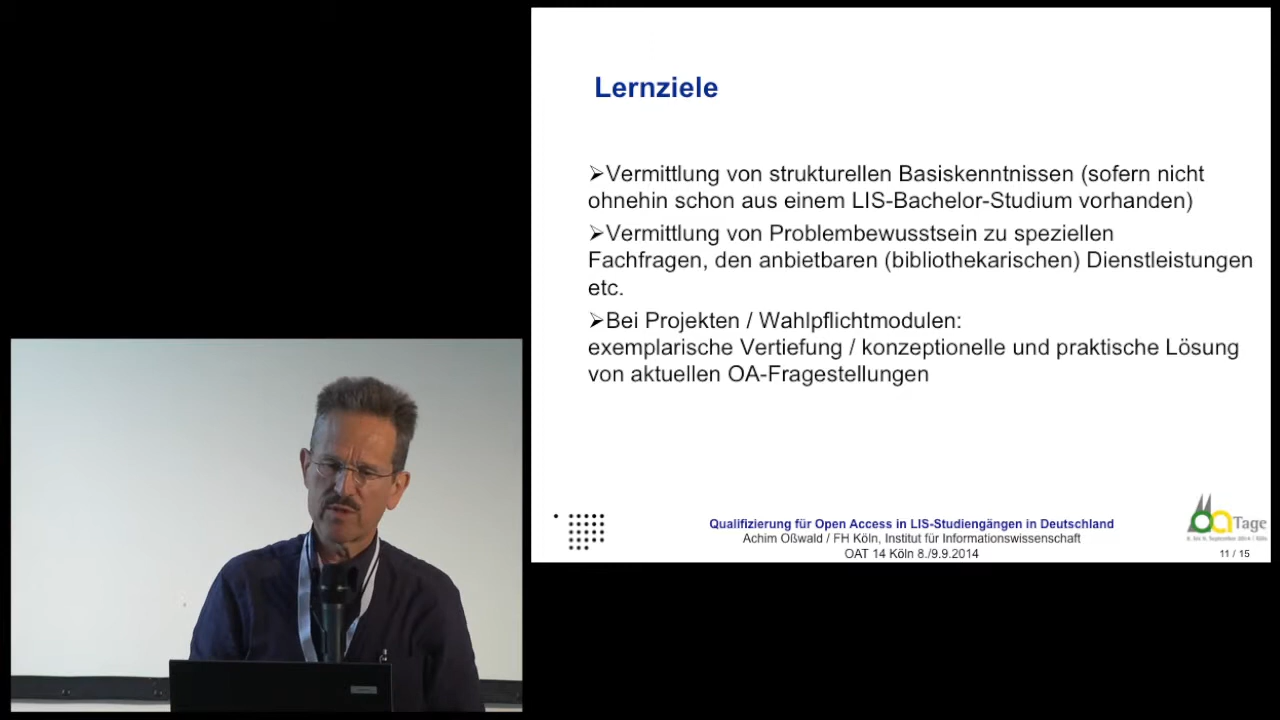 Lernziele
➢Vermittlung von strukturellen Basiskenntnissen (sofern nicht
ohnehin schon aus einem LIS-Bachelor-Studium vorhanden)
➢Vermittlung von Problembewusstsein zu speziellen
Fachfragen, den anbietbaren (bibliothekarischen) Dienstleistungen
etc.
➢Bei Projekten / Wahlpflichtmodulen:
exemplarische Vertiefung / konzeptionelle und praktische Lösung
von aktuellen OA-Fragestellungen
Qualifizierung für Open Access in LIS-Studiengängen in Deutschland
Achim Oßwald / FH Köln, Institut für Informationswissenschaft
OAT 14 Köln 8./9.9.2014
oa Tage
11 / 15